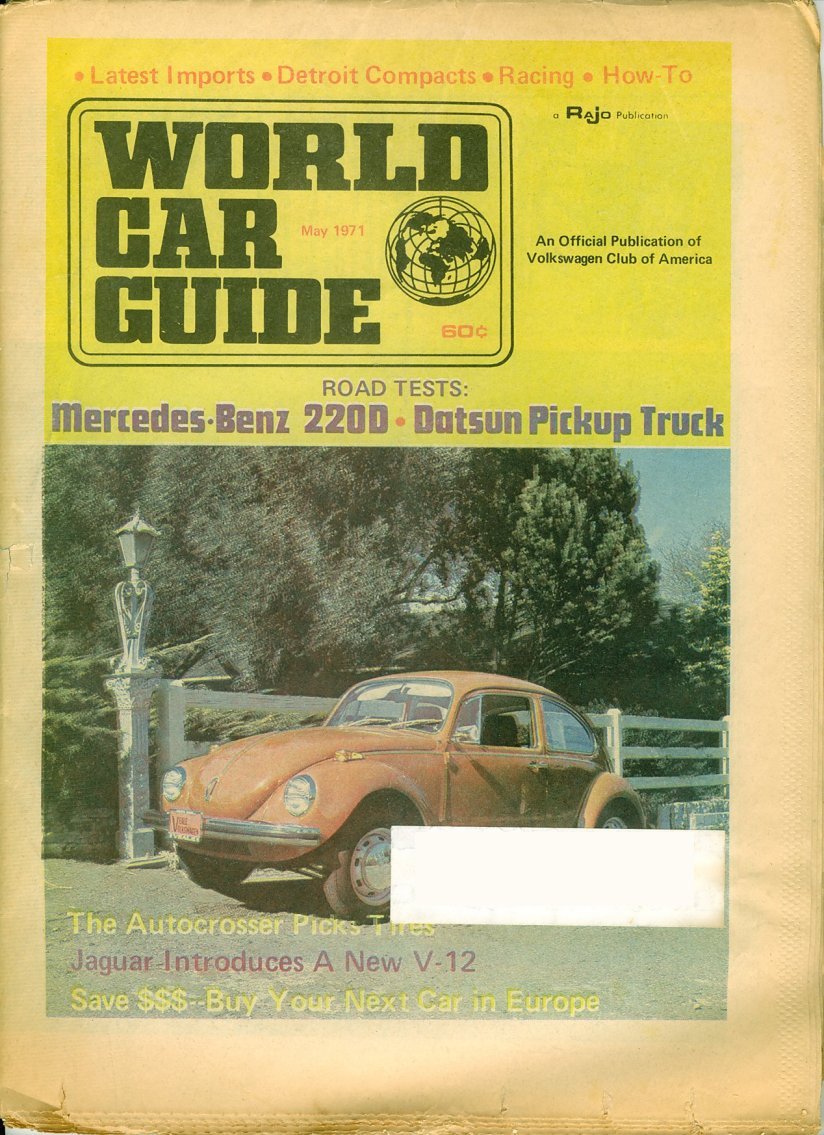 • Latest Imports • Detroit Compacts • Racing • How-To
a Rajo Publication
WORLD
CAR
GUIDE
May 1971
60¢
An Official Publication of
Volkswagen Club of America
ROAD TESTS:
Mercedes-Benz 220D • Datsun Pickup Truck
VOLKSWAGEN
The Autocrosser Picks Tires
Jaguar Introduces A New V-12
Save $$$--Buy Your Next Car in Europe